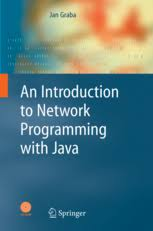 Jan Graba
An Introduction
to Network
Programming
with Java
Springer